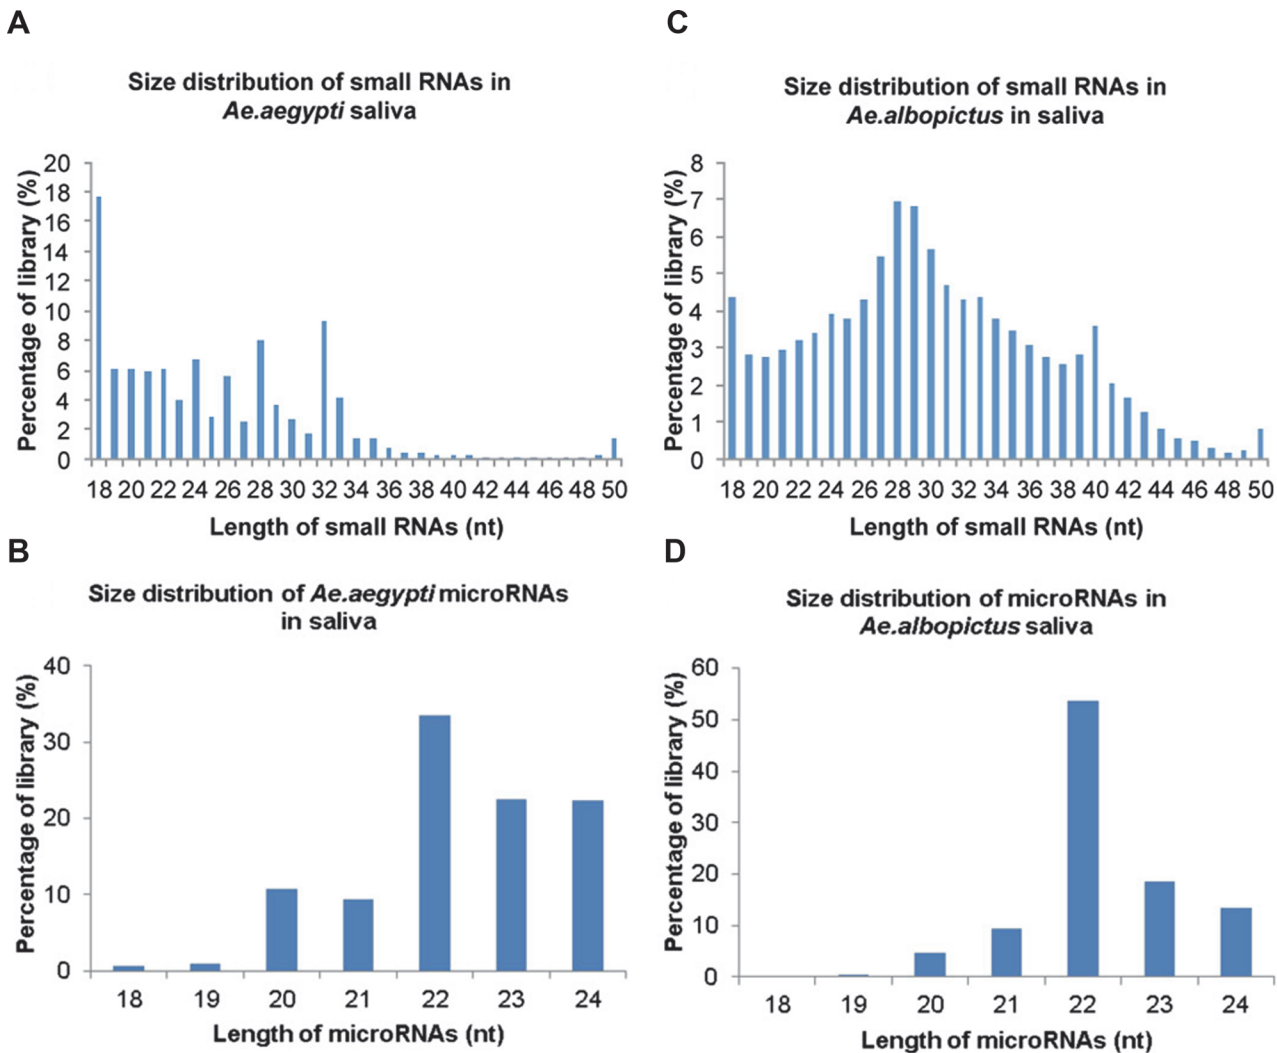 A
Size distribution of small RNAs in
Ae.aegypti saliva
Percentage of library (%)
20
18
16
14
12
10
8
6
4
2
0
18 20 22 24 26 28 30 32 34 36 38 40 42 44 46 48 50
Length of small RNAs (nt)
B
Size distribution of Ae.aegypti microRNAs
in saliva
Percentage of library (%)
40
30
20
10
0
18 19 20 21 22 23 24
Length of microRNAs (nt)
C
Size distribution of small RNAs in
Ae.albopictus in saliva
Percentage of library (%)
8
7
6
5
4
3
2
1
0
18 20 22 24 26 28 30 32 34 36 38 40 42 44 46 48 50
Length of small RNAs (nt)
D
Size distribution of microRNAs in
Ae.albopictus saliva
Percentage of library (%)
60
50
40
30
20
10
0
18 19 20 21 22 23 24
Length of microRNAs (nt)